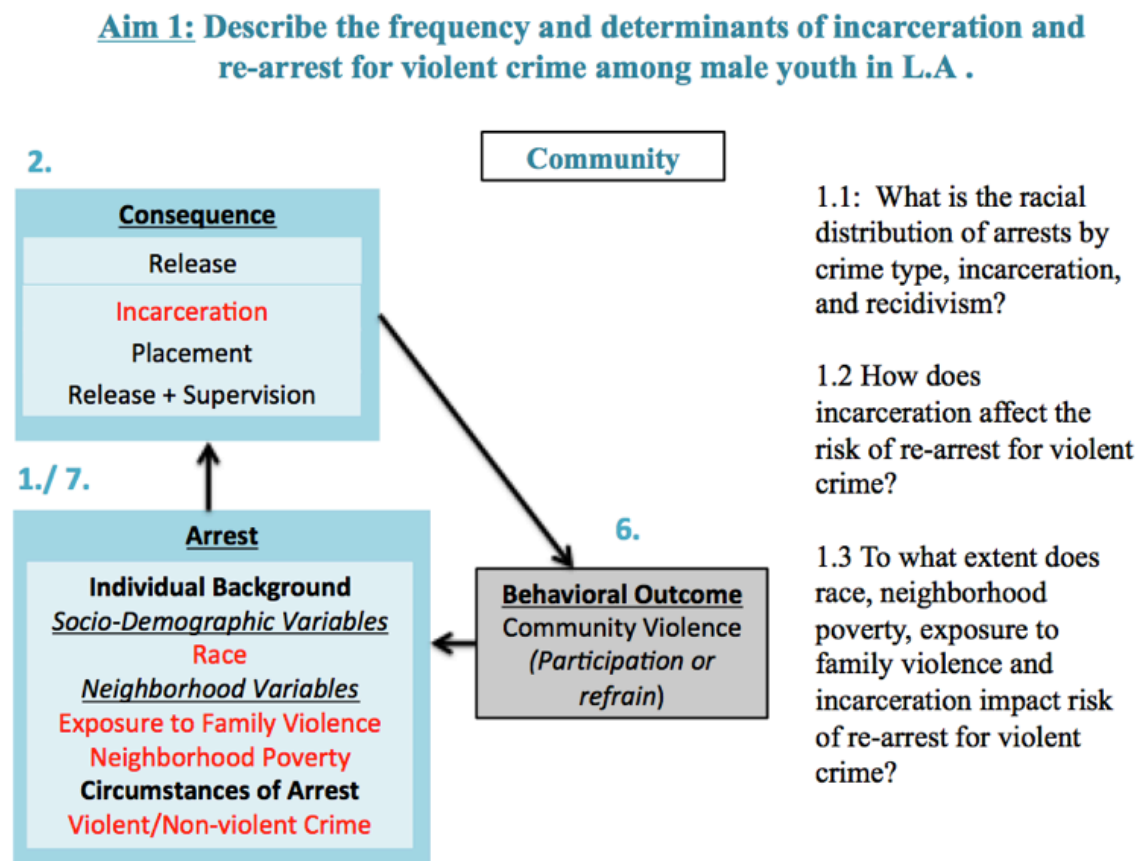 Aim 1: Describe the frequency and determinants of incarceration and
re-arrest for violent crime among male youth in L.A .
Community
2.
Consequence
Release
Incarceration
Placement
Release + Supervision
1./ 7.
Arrest
Individual Background
Socio-Demographic Variables
Race
Neighborhood Variables
Exposure to Family Violence
Neighborhood Poverty
Circumstances of Arrest
Violent/Non-violent Crime
6.
Behavioral Outcome
Community Violence
(Participation or
refrain)
1.1:  What is the racial
distribution of arrests by
crime type, incarceration,
and recidivism?
1.2 How does
incarceration affect the
risk of re-arrest for violent
crime?
1.3 To what extent does
race, neighborhood
poverty, exposure to
family violence and
incarceration impact risk
of re-arrest for violent
crime?